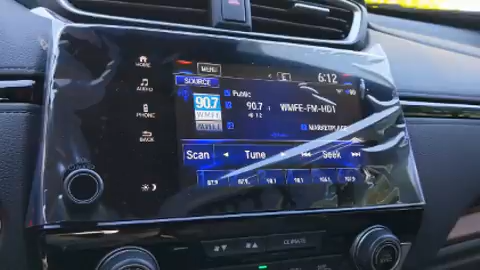 HOME
MENU
6:12
SOURCE
AUDIO
Public
90.7
90.7
WMFE-FM-HD1
WMFE
PHONE
MARKETPLACE
BACK
Scan
Tune
Seek
CLIMATE